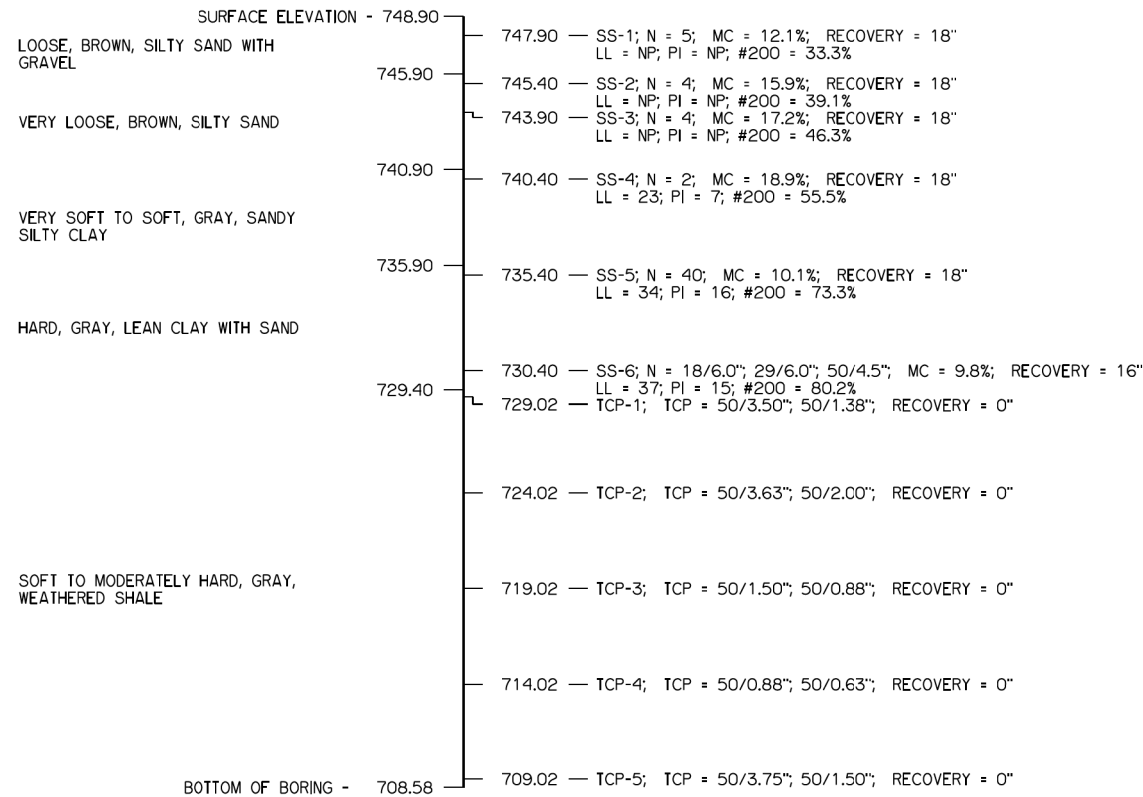 SURFACE ELEVATION - 748.90
LOOSE, BROWN, SILTY SAND WITH
GRAVEL
747.90 — SS-1; N = 5; MC = 12.1%; RECOVERY = 18"
LL = NP; PI = NP; #200 = 33.3%
745.90
745.40 — SS-2; N = 4; MC = 15.9%; RECOVERY = 18"
LL = NP; PI = NP; #200 = 39.1%
VERY LOOSE, BROWN, SILTY SAND
743.90 — SS-3; N = 4; MC = 17.2%; RECOVERY = 18"
LL = NP; PI = NP; #200 = 46.3%
740.90
740.40 — SS-4; N = 2; MC = 18.9%; RECOVERY = 18"
LL = 23; PI = 7; #200 = 55.5%
VERY SOFT TO SOFT, GRAY, SANDY
SILTY CLAY
735.90
735.40 — SS-5; N = 40; MC = 10.1%; RECOVERY = 18"
LL = 34; PI = 16; #200 = 73.3%
HARD, GRAY, LEAN CLAY WITH SAND
730.40 — SS-6; N = 18/6.0"; 29/6.0"; 50/4.5"; MC = 9.8%; RECOVERY = 16"
LL = 37; PI = 15; #200 = 80.2%
729.40
729.02 — TCP-1; TCP = 50/3.50"; 50/1.38"; RECOVERY = 0"
724.02 — TCP-2; TCP = 50/3.63"; 50/2.00"; RECOVERY = 0"
SOFT TO MODERATELY HARD, GRAY,
WEATHERED SHALE
719.02 — TCP-3; TCP = 50/1.50"; 50/0.88"; RECOVERY = 0"
714.02 — TCP-4; TCP = 50/0.88"; 50/0.63"; RECOVERY = 0"
709.02 — TCP-5; TCP = 50/3.75"; 50/1.50"; RECOVERY = 0"
BOTTOM OF BORING - 708.58